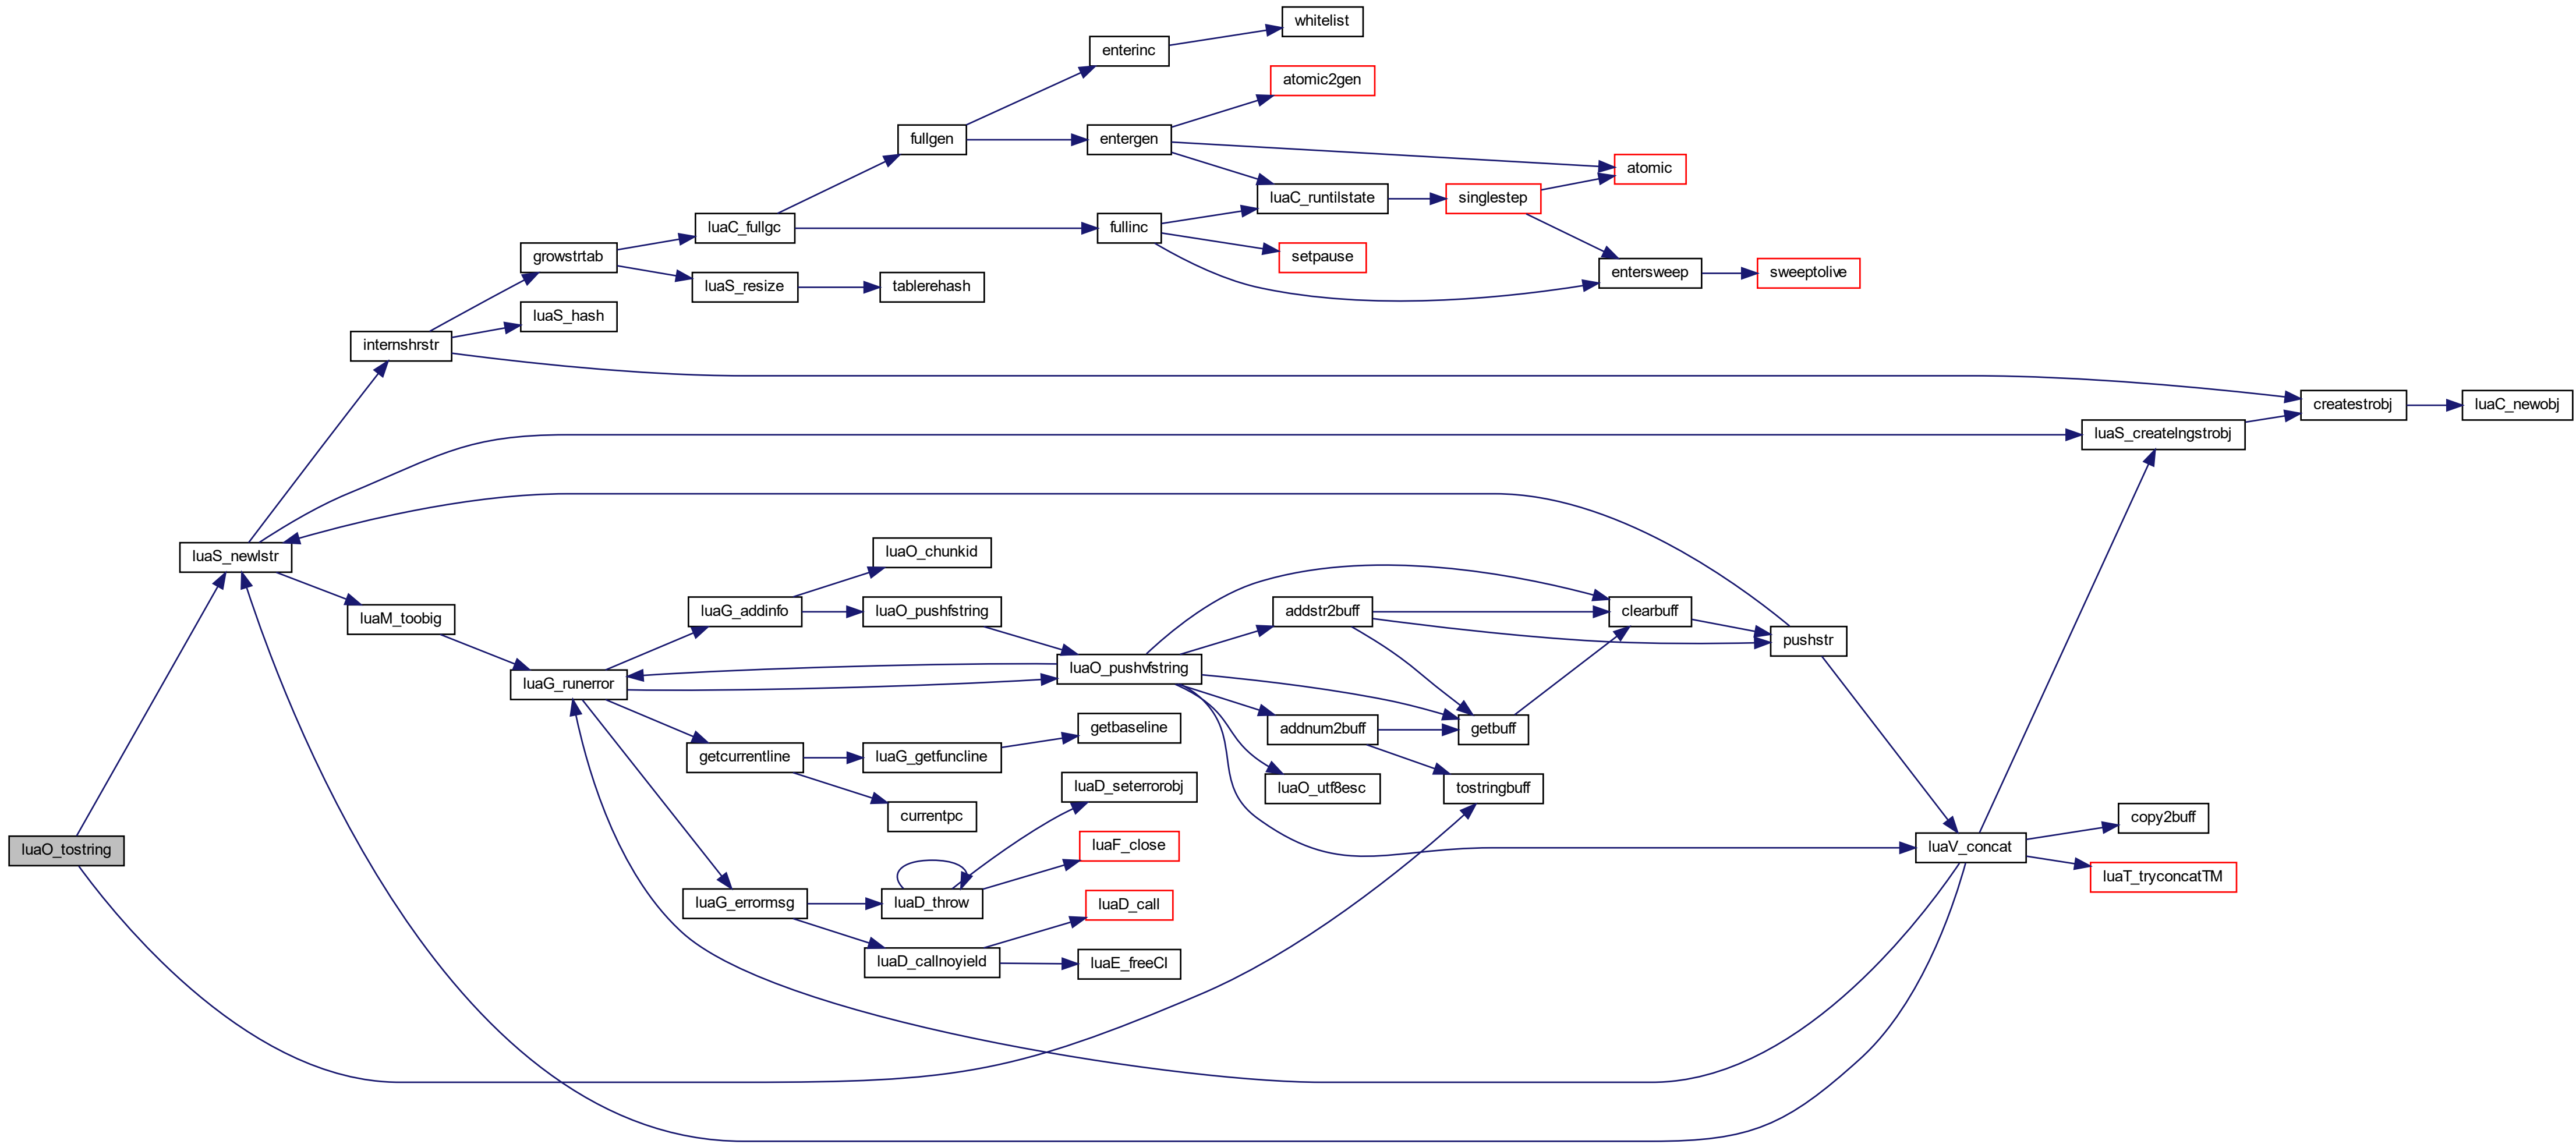 whitelist
enterinc
atomic2gen
fullgen
entergen
atomic
luaC_runtilstate
singlestep
luaC_fullgc
fullinc
growstrtab
setpause
entersweep
sweeptolive
luaS_resize
tablerehash
luaS_hash
internshrstr
createstrobj
luaC_newobj
luaS_createlngstrobj
luaS_newlstr
luaO_chunkid
luaM_toobig
luaG_addinfo
luaO_pushfstring
addstr2buff
clearbuff
pushstr
luaG_runerror
luaO_pushvfstring
getcurrentline
luaG_getfuncline
getbaseline
addnum2buff
getbuff
luaD_seterrorobj
luaO_utf8esc
tostringbuff
currentpc
copy2buff
luaO_tostring
luaF_close
luaV_concat
luaT_tryconcatTM
luaG_errormsg
luaD_throw
luaD_call
luaD_callnoyield
luaE_freeCI